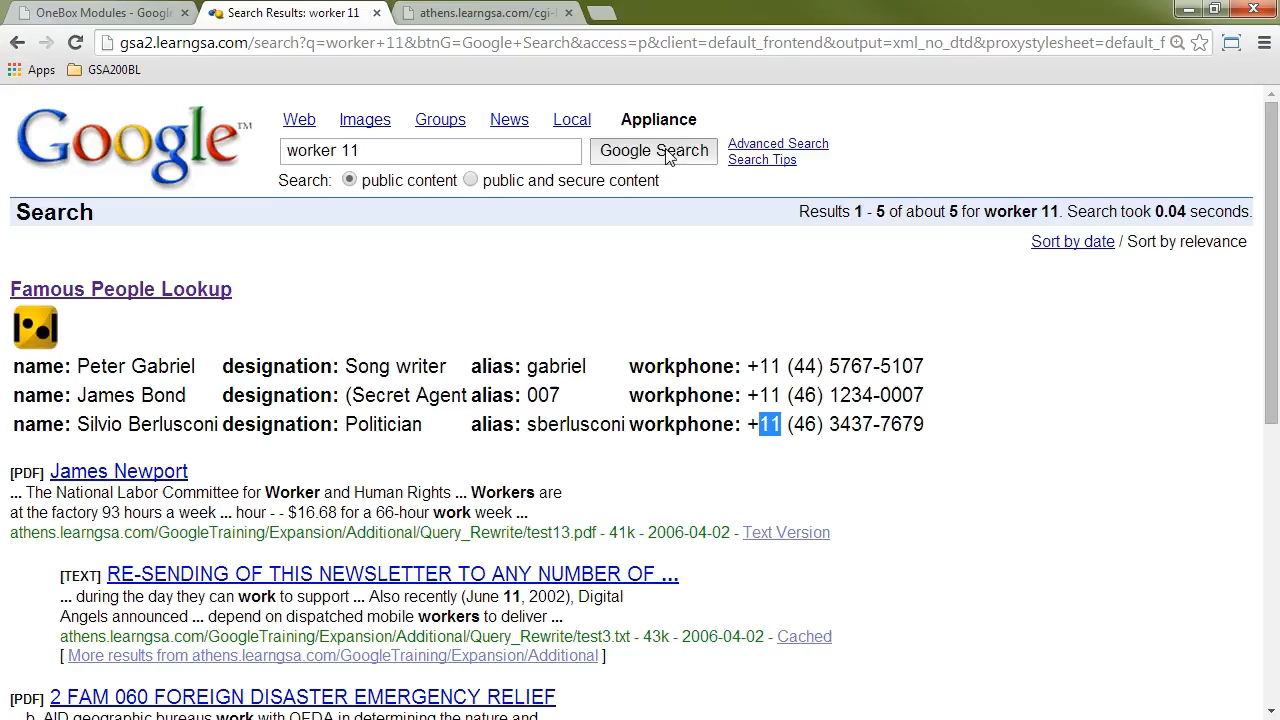 OneBox Modules - Google
Search Results: worker 11
athens.learngsa.com/cgi-
gsa2.learngsa.com/search?q=worker+11&btnG=Google+Search&access=p&client=default_frontend&output=xml_no_dtd&proxystylesheet=default_f
Apps GSA200BL
Google™
Web Images Groups News Local Appliance
worker 11 Google Search Advanced Search
Search Tips
Search: public content public and secure content
Search Results 1 - 5 of about 5 for worker 11. Search took 0.04 seconds.
Sort by date / Sort by relevance
Famous People Lookup
name: Peter Gabriel designation: Song writer alias: gabriel workphone: +11 (44) 5767-5107
name: James Bond designation: (Secret Agent alias: 007 workphone: +11 (46) 1234-0007
name: Silvio Berlusconi designation: Politician alias: sberlusconi workphone: +11 (46) 3437-7679
[PDF] James Newport
... The National Labor Committee for Worker and Human Rights ... Workers are
at the factory 93 hours a week ... hour - - $16.68 for a 66-hour work week ...
athens.learngsa.com/GoogleTraining/Expansion/Additional/Query_Rewrite/test13.pdf - 41k - 2006-04-02 - Text Version
[TEXT] RE-SENDING OF THIS NEWSLETTER TO ANY NUMBER OF ...
... during the day they can work to support ... Also recently (June 11, 2002), Digital
Angels announced ... depend on dispatched mobile workers to deliver ...
athens.learngsa.com/GoogleTraining/Expansion/Additional/Query_Rewrite/test3.txt - 43k - 2006-04-02 - Cached
[ More results from athens.learngsa.com/GoogleTraining/Expansion/Additional ]
[PDF] 2 FAM 060 FOREIGN DISASTER EMERGENCY RELIEF
b. AID geographic bureaus work with OFDA in determining the nature and